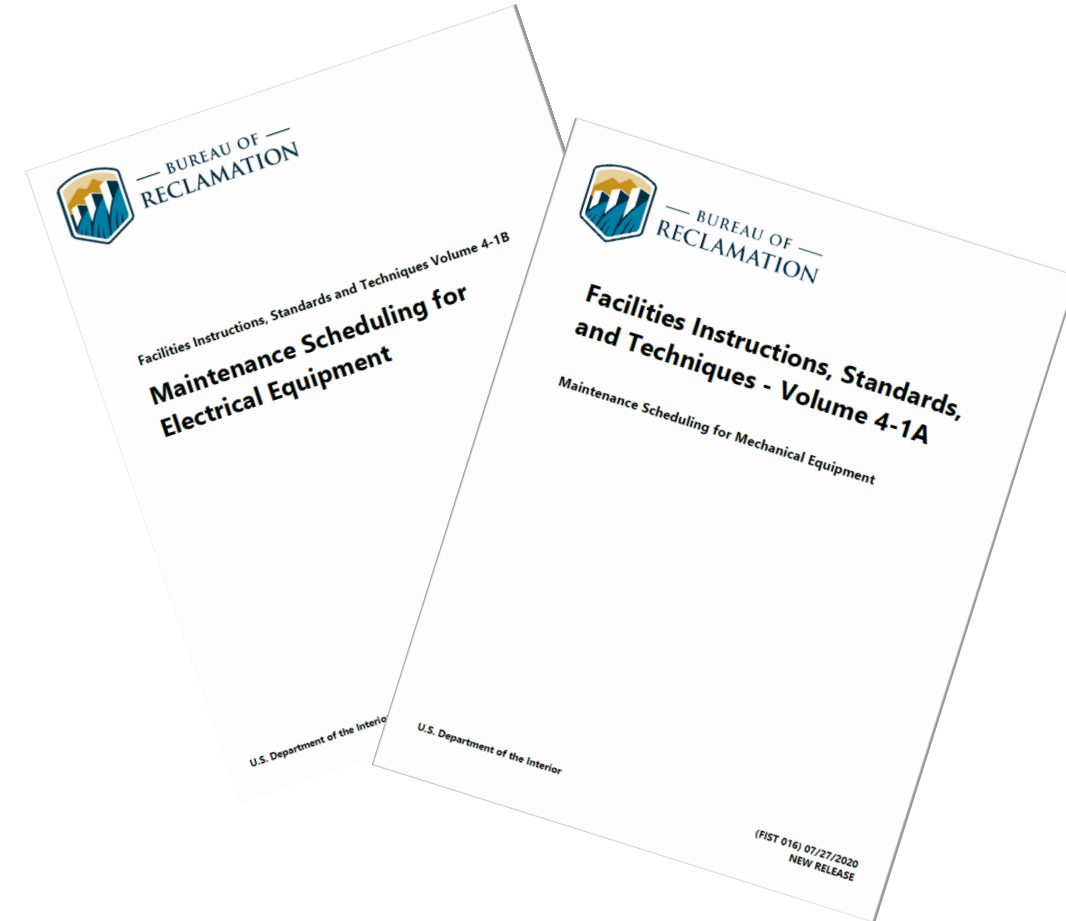 BUREAU OF
RECLAMATION
Facilities Instructions, Standards and Techniques Volume 4-1B
Maintenance Scheduling for
Electrical Equipment
U.S. Department of the Interio
BUREAU OF
RECLAMATION
Facilities Instructions, Standards,
and Techniques - Volume 4-1A
Maintenance Scheduling for Mechanical Equipment
U.S. Department of the Interior
(FIST 016) 07/27/2020
NEW RELEASE